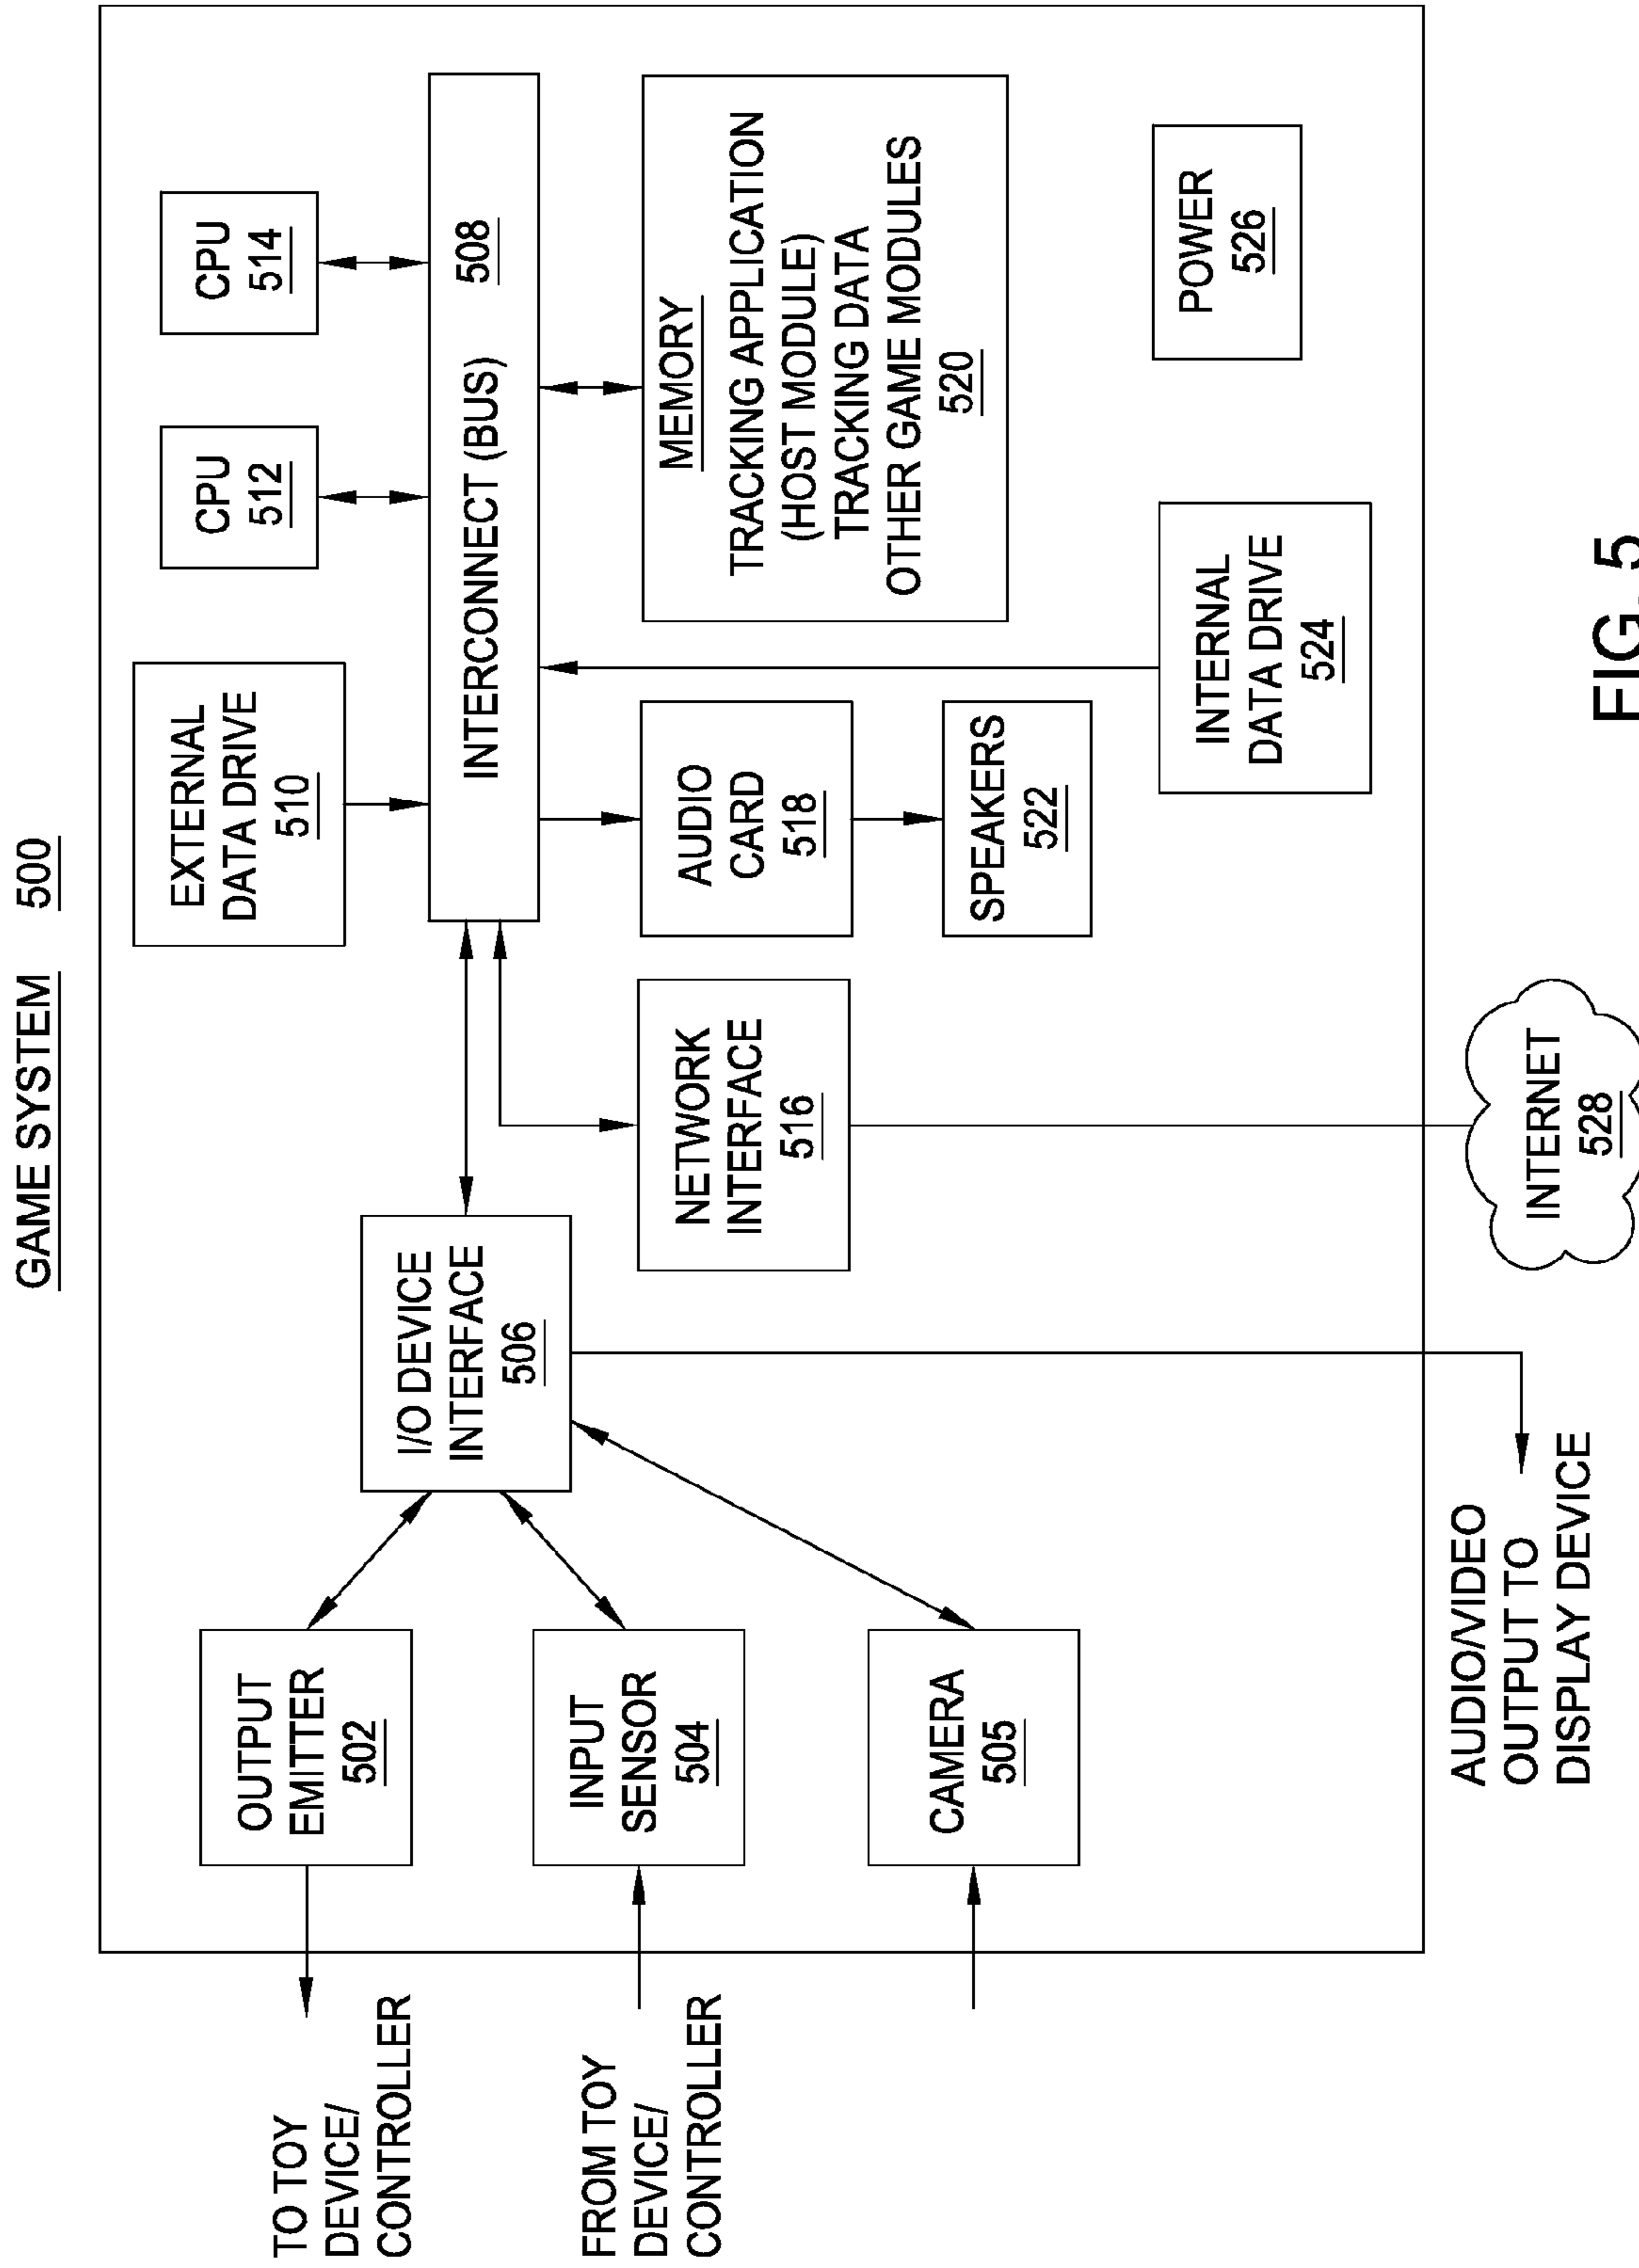 GAME SYSTEM 500
TO TOY
DEVICE/
CONTROLLER
OUTPUT
EMITTER
502
FROM TOY
DEVICE/
CONTROLLER
INPUT
SENSOR
504
CAMERA
505
I/O DEVICE
INTERFACE
506
AUDIO/VIDEO
OUTPUT TO
DISPLAY DEVICE
EXTERNAL
DATA DRIVE
510
CPU
512
CPU
514
INTERCONNECT (BUS) 508
NETWORK
INTERFACE
516
INTERNET
528
AUDIO
CARD
518
SPEAKERS
522
MEMORY
TRACKING APPLICATION
(HOST MODULE)
TRACKING DATA
OTHER GAME MODULES
520
INTERNAL
DATA DRIVE
524
POWER
526
FIG. 5